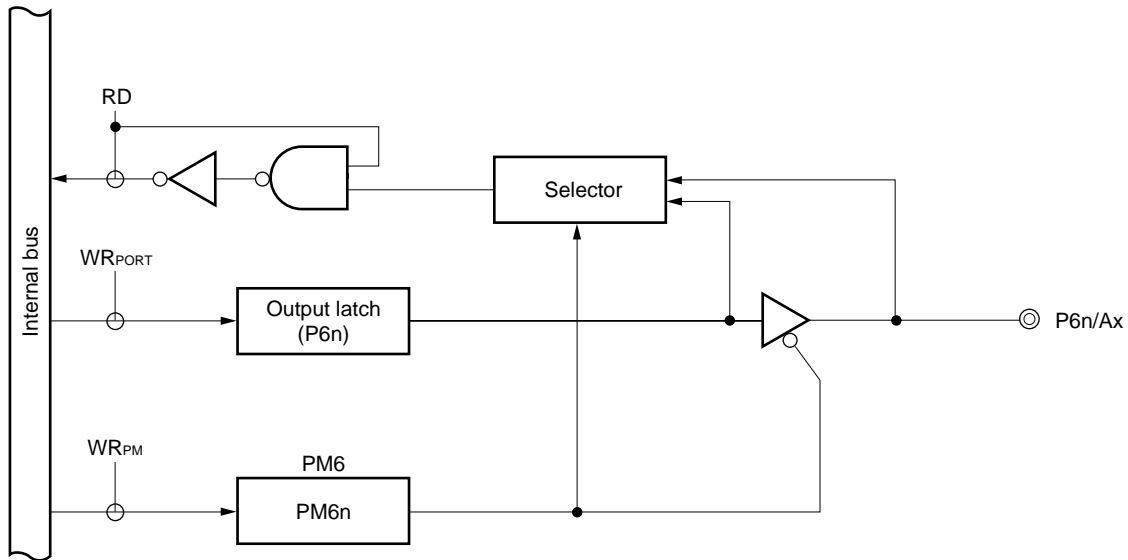 RD
Selector
Internal bus
WRPORT
Output latch
(P6n)
P6n/Ax
WRPM
PM6
PM6n